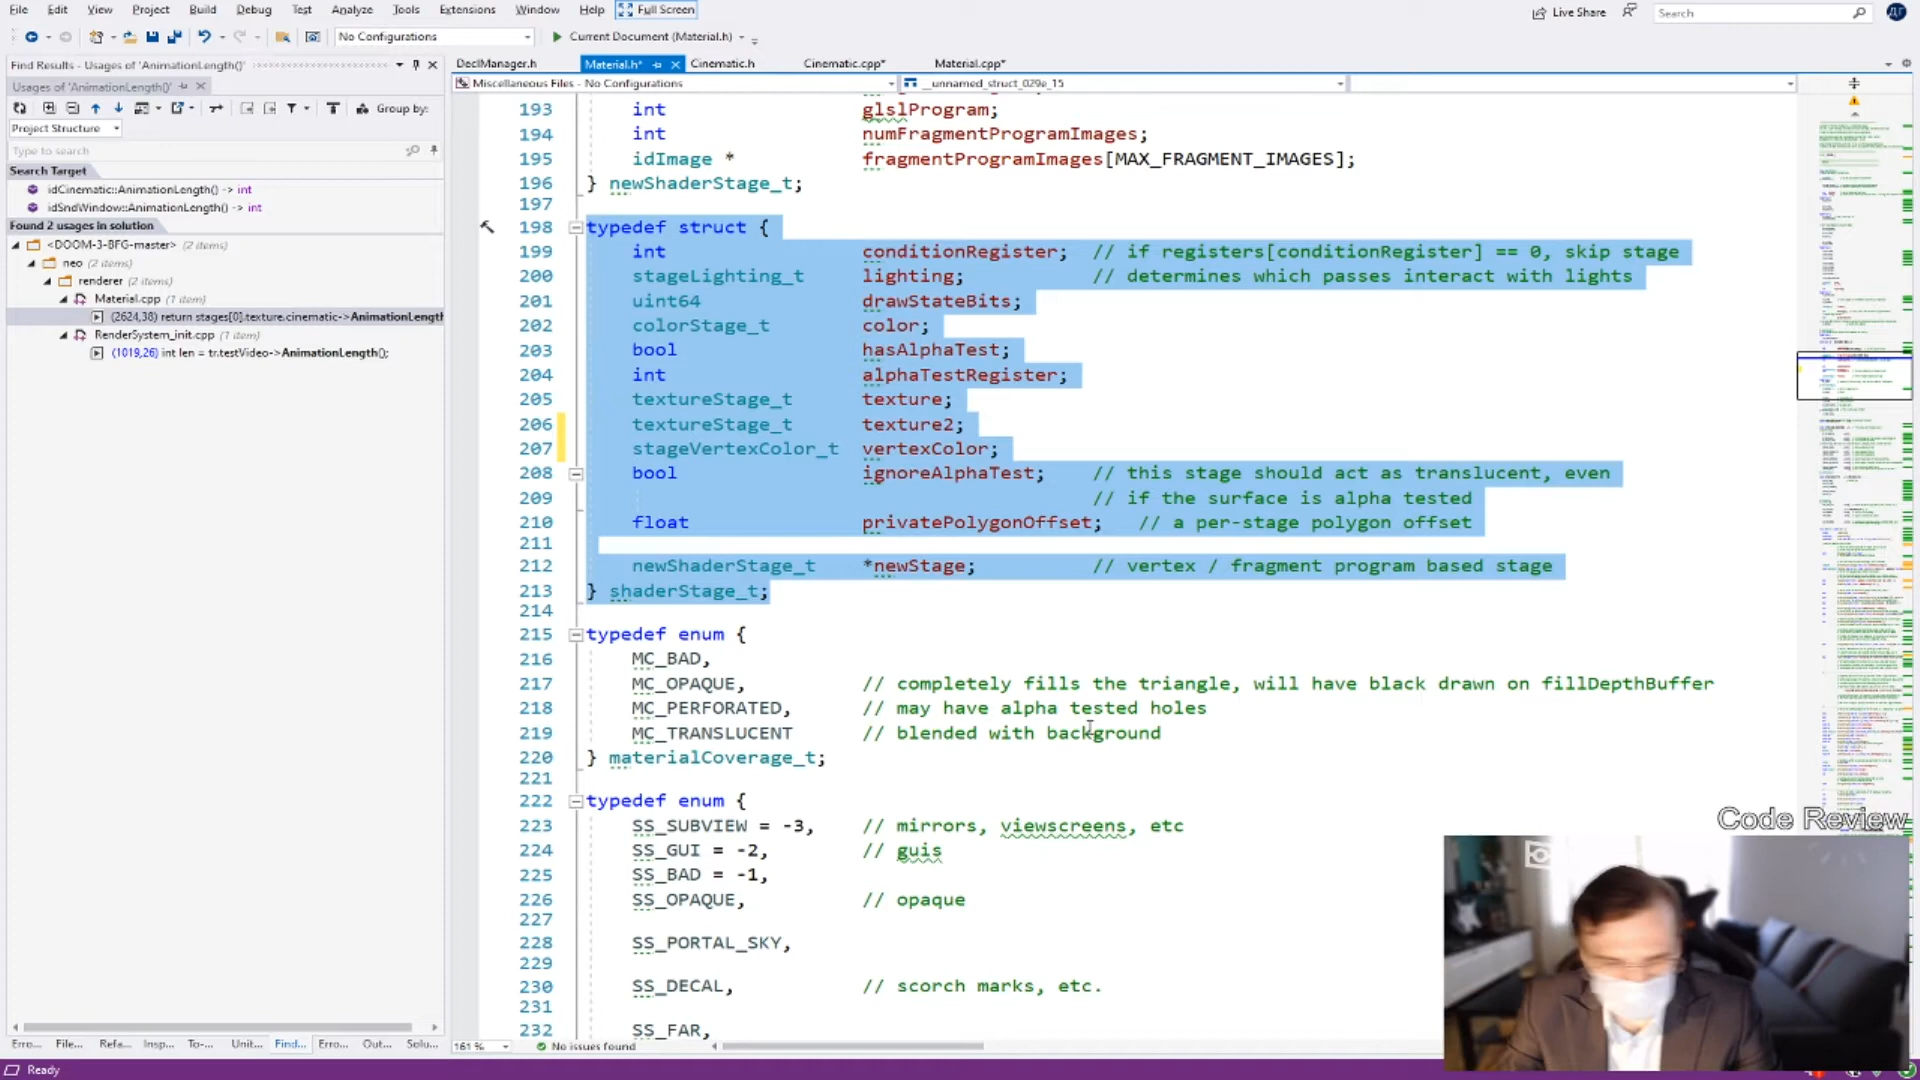 File Edit View Project Build Debug Test Analyze Tools Extensions Window Help Full Screen Live Share Search
No Configurations Current Document (Material.h)
Find Results - Usages of 'AnimationLength()'
Usages of 'AnimationLength()'
Group by:
Project Structure
Type to search
Search Target
idCinematic::AnimationLength() -> int
idSndWindow::AnimationLength() -> int
Found 2 usages in solution
<DOOM-3-BFG-master> (2 items)
neo (2 items)
renderer (2 items)
Material.cpp (1 item)
(2624,38) return stages[0].texture.cinematic->AnimationLength
RenderSystem_init.cpp (1 item)
(1019,26) int len = tr.testVideo->AnimationLength();
Erro... File... Refa... Insp... To-... Unit... Find... Erro... Out... Solu...
DeclManager.h Material.h* Cinematic.h Cinematic.cpp* Material.cpp*
Miscellaneous Files - No Configurations __unnamed_struct_029e_15
193 int glslProgram;
194 int numFragmentProgramImages;
195 idImage * fragmentProgramImages[MAX_FRAGMENT_IMAGES];
196 } newShaderStage_t;
197
198 typedef struct {
199 int conditionRegister; // if registers[conditionRegister] == 0, skip stage
200 stageLighting_t lighting; // determines which passes interact with lights
201 uint64 drawStateBits;
202 colorStage_t color;
203 bool hasAlphaTest;
204 int alphaTestRegister;
205 textureStage_t texture;
206 textureStage_t texture2;
207 stageVertexColor_t vertexColor;
208 bool ignoreAlphaTest; // this stage should act as translucent, even
209 // if the surface is alpha tested
210 float privatePolygonOffset; // a per-stage polygon offset
211
212 newShaderStage_t *newStage; // vertex / fragment program based stage
213 } shaderStage_t;
214
215 typedef enum {
216 MC_BAD,
217 MC_OPAQUE, // completely fills the triangle, will have black drawn on fillDepthBuffer
218 MC_PERFORATED, // may have alpha tested holes
219 MC_TRANSLUCENT // blended with background
220 } materialCoverage_t;
221
222 typedef enum {
223 SS_SUBVIEW = -3, // mirrors, viewscreens, etc
224 SS_GUI = -2, // guis
225 SS_BAD = -1,
226 SS_OPAQUE, // opaque
227
228 SS_PORTAL_SKY,
229
230 SS_DECAL, // scorch marks, etc.
231
232 SS_FAR,
161 % No issues found
Code Review
Ready